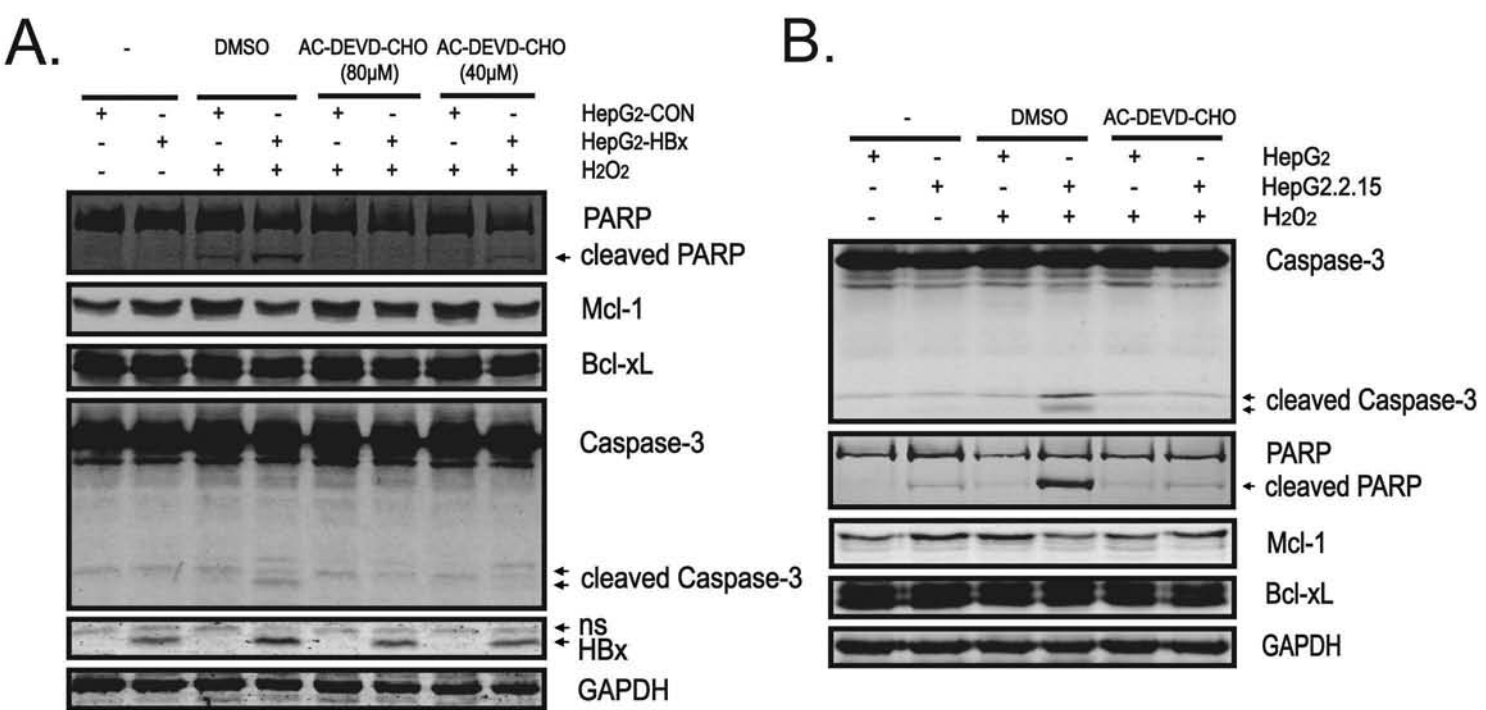 A.
- DMSO AC-DEVD-CHO AC-DEVD-CHO
(80µM) (40µM)
+ - + - + - + - HepG2-CON
- + - + - + - + HepG2-HBx
- - + + + + + + H2O2
PARP
cleaved PARP
Mcl-1
Bcl-xL
Caspase-3
cleaved Caspase-3
ns
HBx
GAPDH
B.
- DMSO AC-DEVD-CHO
+ - + - + - HepG2
- + - + - + HepG2.2.15
- - + + + + H2O2
Caspase-3
cleaved Caspase-3
PARP
cleaved PARP
Mcl-1
Bcl-xL
GAPDH